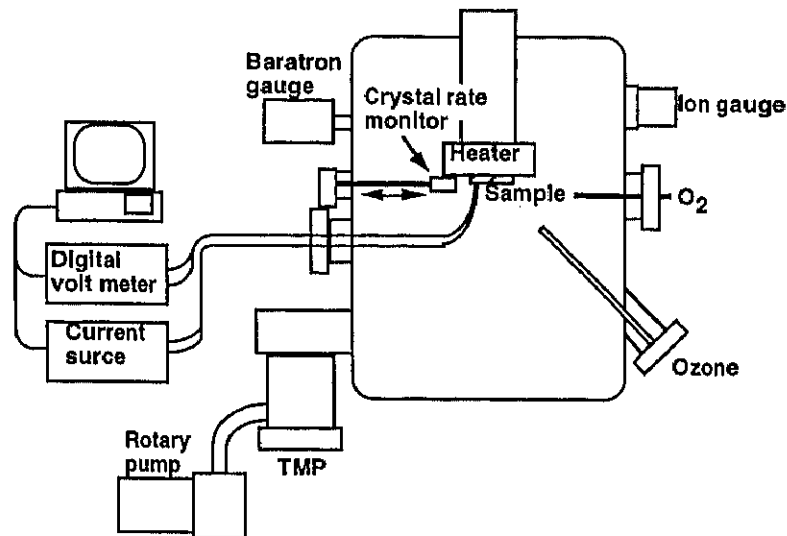 Baratron
gauge
Crystal rate
monitor
Ion gauge
Heater
Sample
O2
Digital
volt meter
Current
surce
Ozone
Rotary
pump
TMP